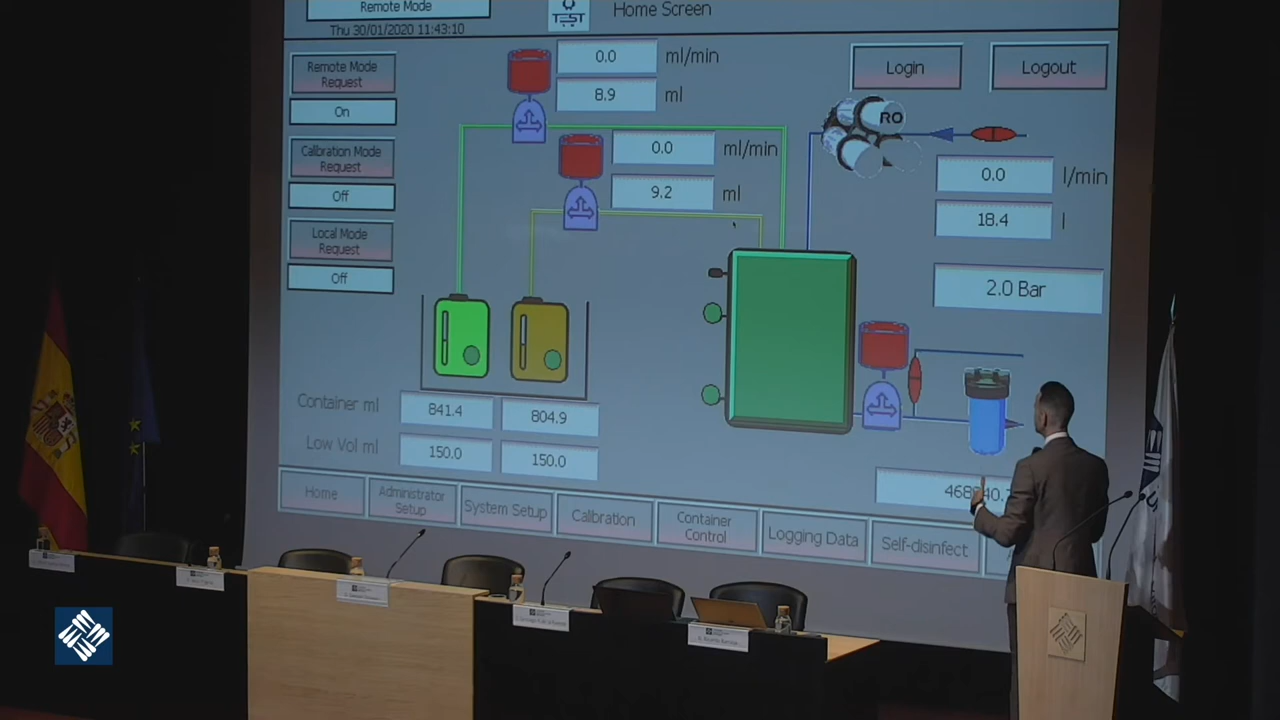 Remote Mode
Thu 30/01/2020 11:43:10
TEST
Home Screen
Remote Mode
Request
On
Calibration Mode
Request
Off
Local Mode
Request
Off
0.0 ml/min
8.9 ml
0.0 ml/min
9.2 ml
Login
Logout
RO
0.0 l/min
18.4 l
2.0 Bar
Container ml 841.4 804.9
Low Vol ml 150.0 150.0
Home
Administrator
Setup
System Setup
Calibration
Container
Control
Logging Data
Self-disinfect